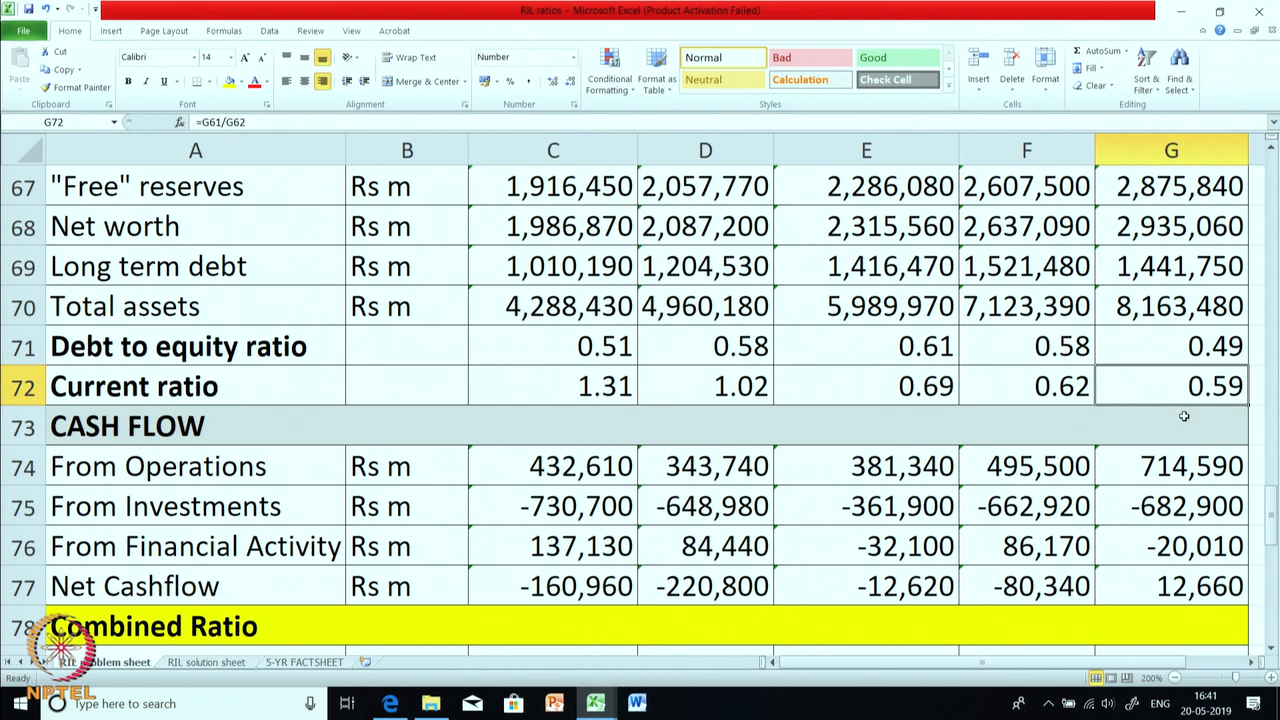 RIL ratios - Microsoft Excel (Product Activation Failed)
File Home Insert Page Layout Formulas Data Review View Acrobat
Paste Cut Copy Format Painter Clipboard
Calibri 14 Font
Wrap Text Merge & Center Alignment
Number Number
Conditional Formatting Format as Table
Normal Bad Good
Neutral Calculation Check Cell
Styles
Insert Delete Format Cells
AutoSum Fill Clear Sort & Filter Find & Select Editing
G72 fx =G61/G62
A B C D E F G
67 "Free" reserves Rs m 1,916,450 2,057,770 2,286,080 2,607,500 2,875,840
68 Net worth Rs m 1,986,870 2,087,200 2,315,560 2,637,090 2,935,060
69 Long term debt Rs m 1,010,190 1,204,530 1,416,470 1,521,480 1,441,750
70 Total assets Rs m 4,288,430 4,960,180 5,989,970 7,123,390 8,163,480
71 Debt to equity ratio 0.51 0.58 0.61 0.58 0.49
72 Current ratio 1.31 1.02 0.69 0.62 0.59
73 CASH FLOW
74 From Operations Rs m 432,610 343,740 381,340 495,500 714,590
75 From Investments Rs m -730,700 -648,980 -361,900 -662,920 -682,900
76 From Financial Activity Rs m 137,130 84,440 -32,100 86,170 -20,010
77 Net Cashflow Rs m -160,960 -220,800 -12,620 -80,340 12,660
78 Combined Ratio
RIL problem sheet RIL solution sheet 5-YR FACTSHEET
Ready 200%
NPTEL
Type here to search
ENG 16:41
20-05-2019